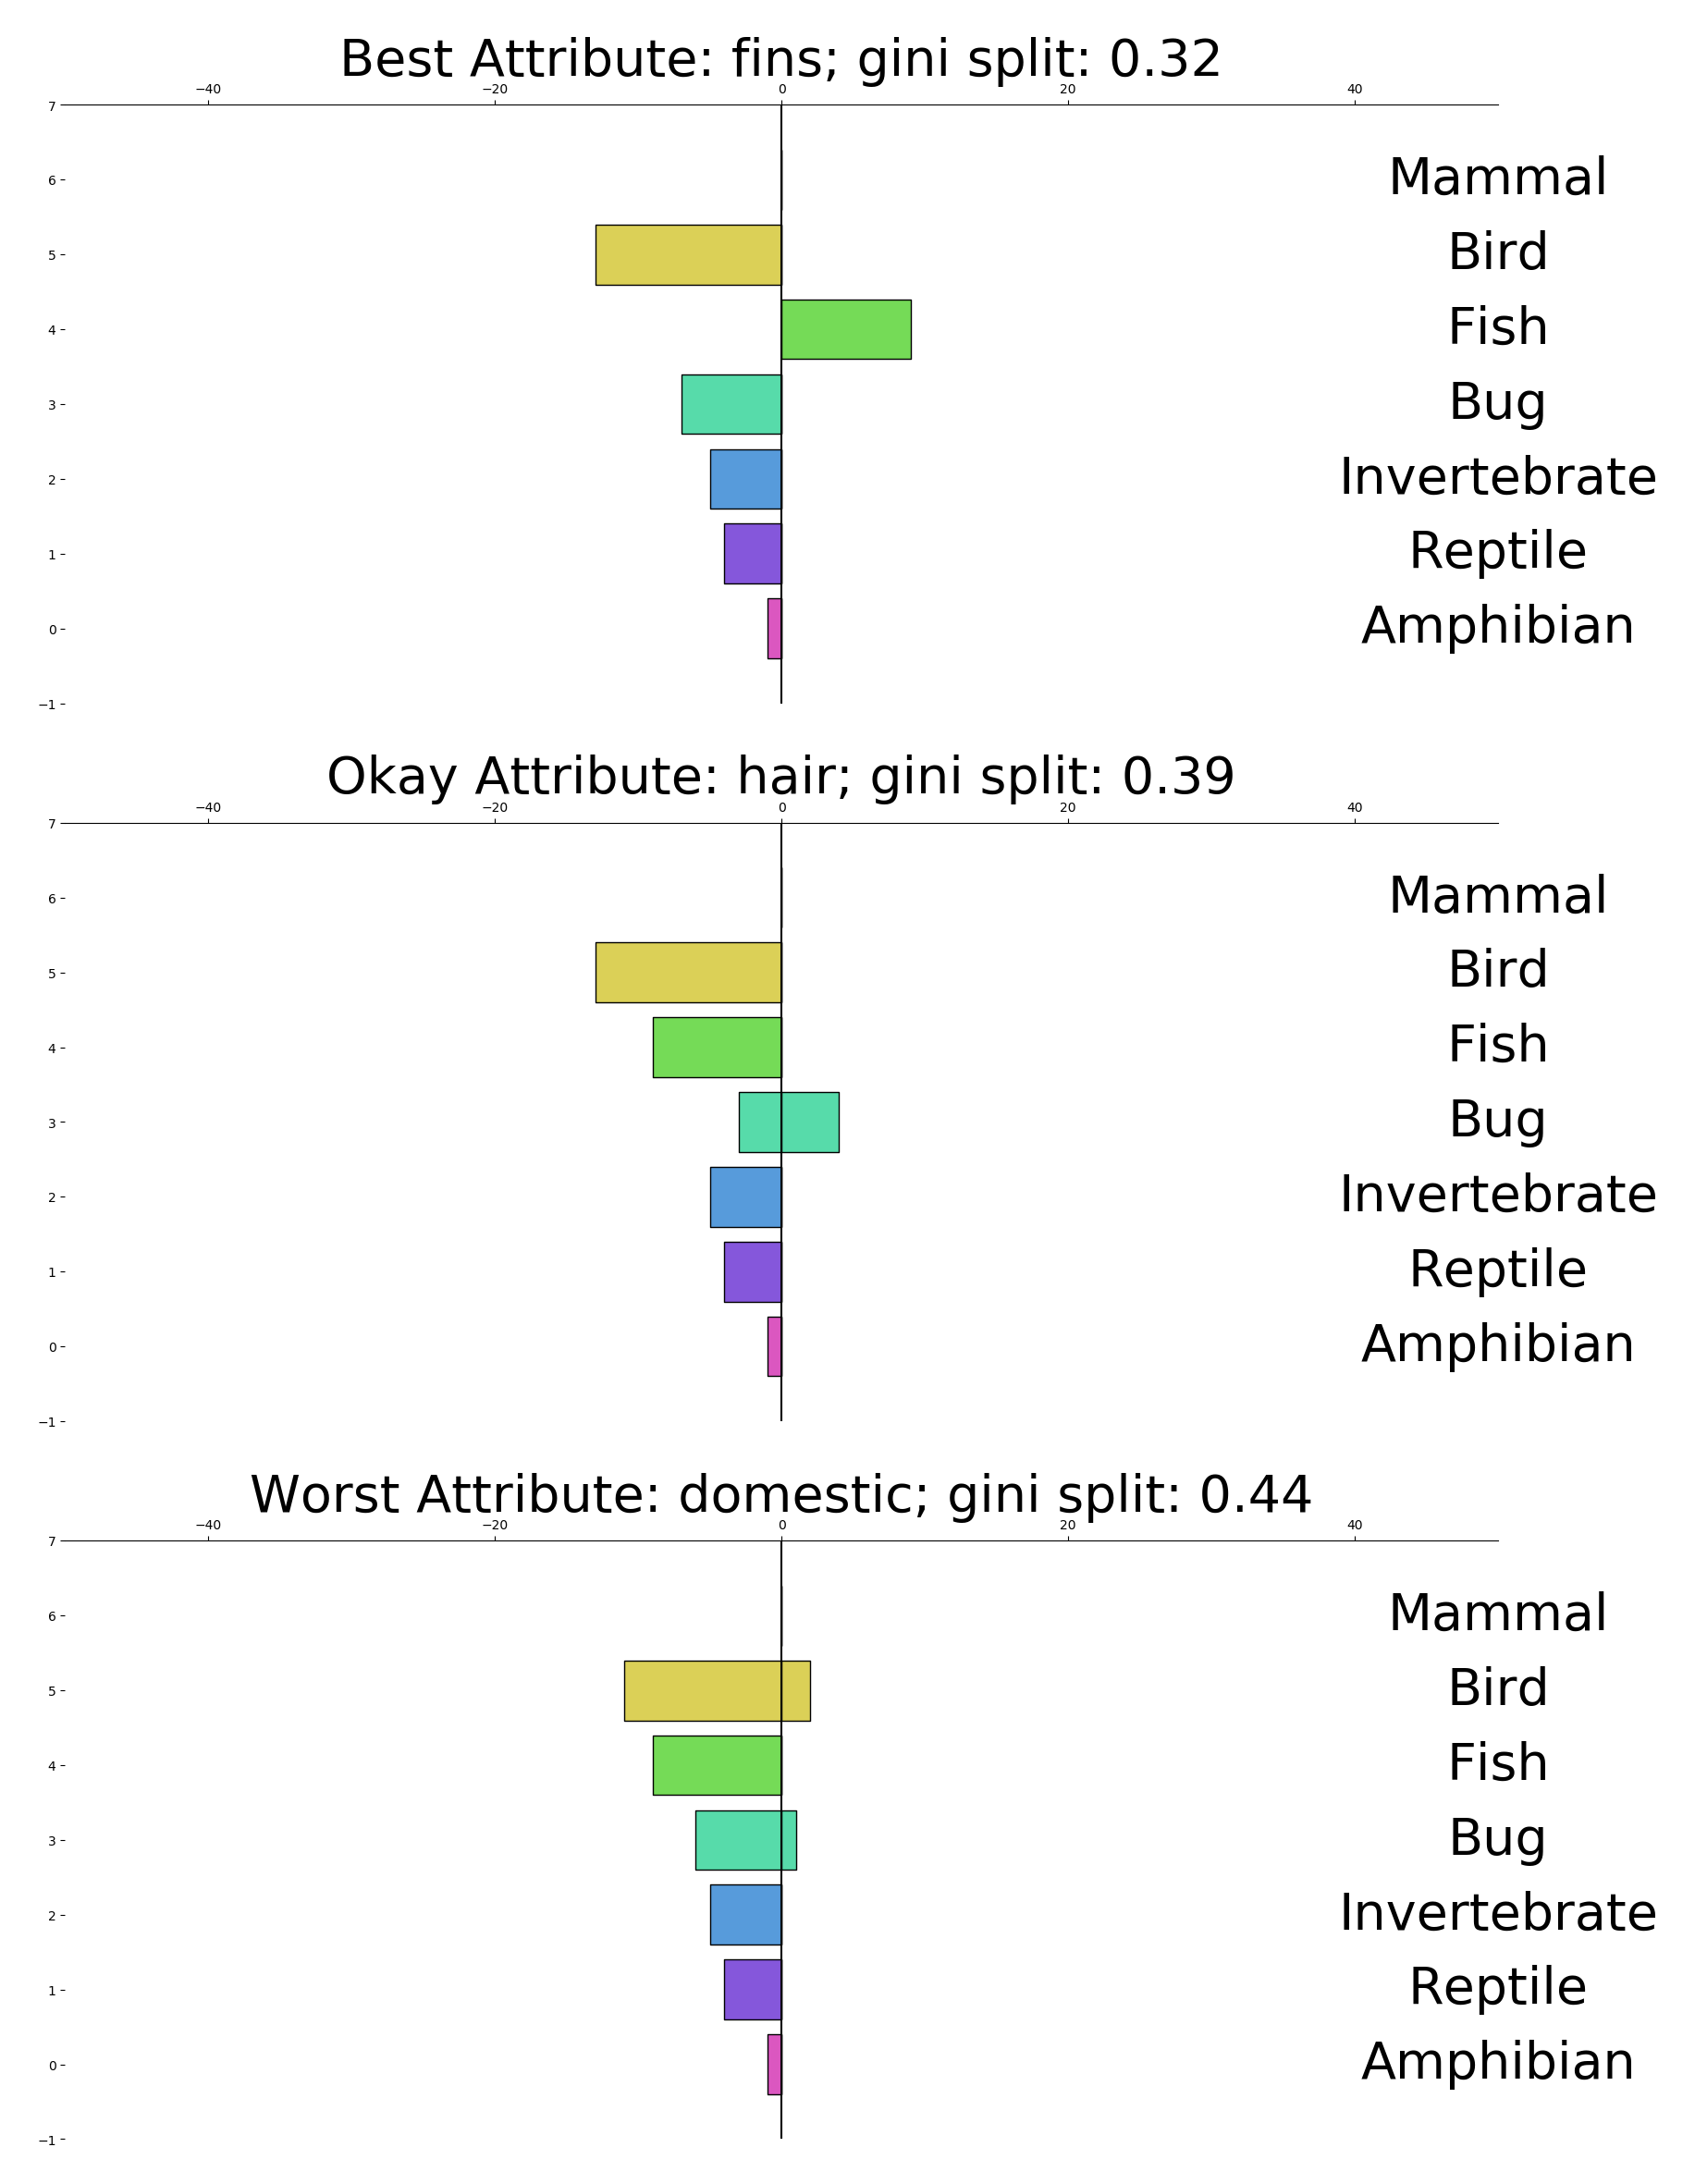 Best Attribute: fins; gini split: 0.32
−40 −20 0 20 40
7
6 Mammal
5 Bird
4 Fish
3 Bug
2 Invertebrate
1 Reptile
0 Amphibian
−1
Okay Attribute: hair; gini split: 0.39
−40 −20 0 20 40
7
6 Mammal
5 Bird
4 Fish
3 Bug
2 Invertebrate
1 Reptile
0 Amphibian
−1
Worst Attribute: domestic; gini split: 0.44
−40 −20 0 20 40
7
6 Mammal
5 Bird
4 Fish
3 Bug
2 Invertebrate
1 Reptile
0 Amphibian
−1